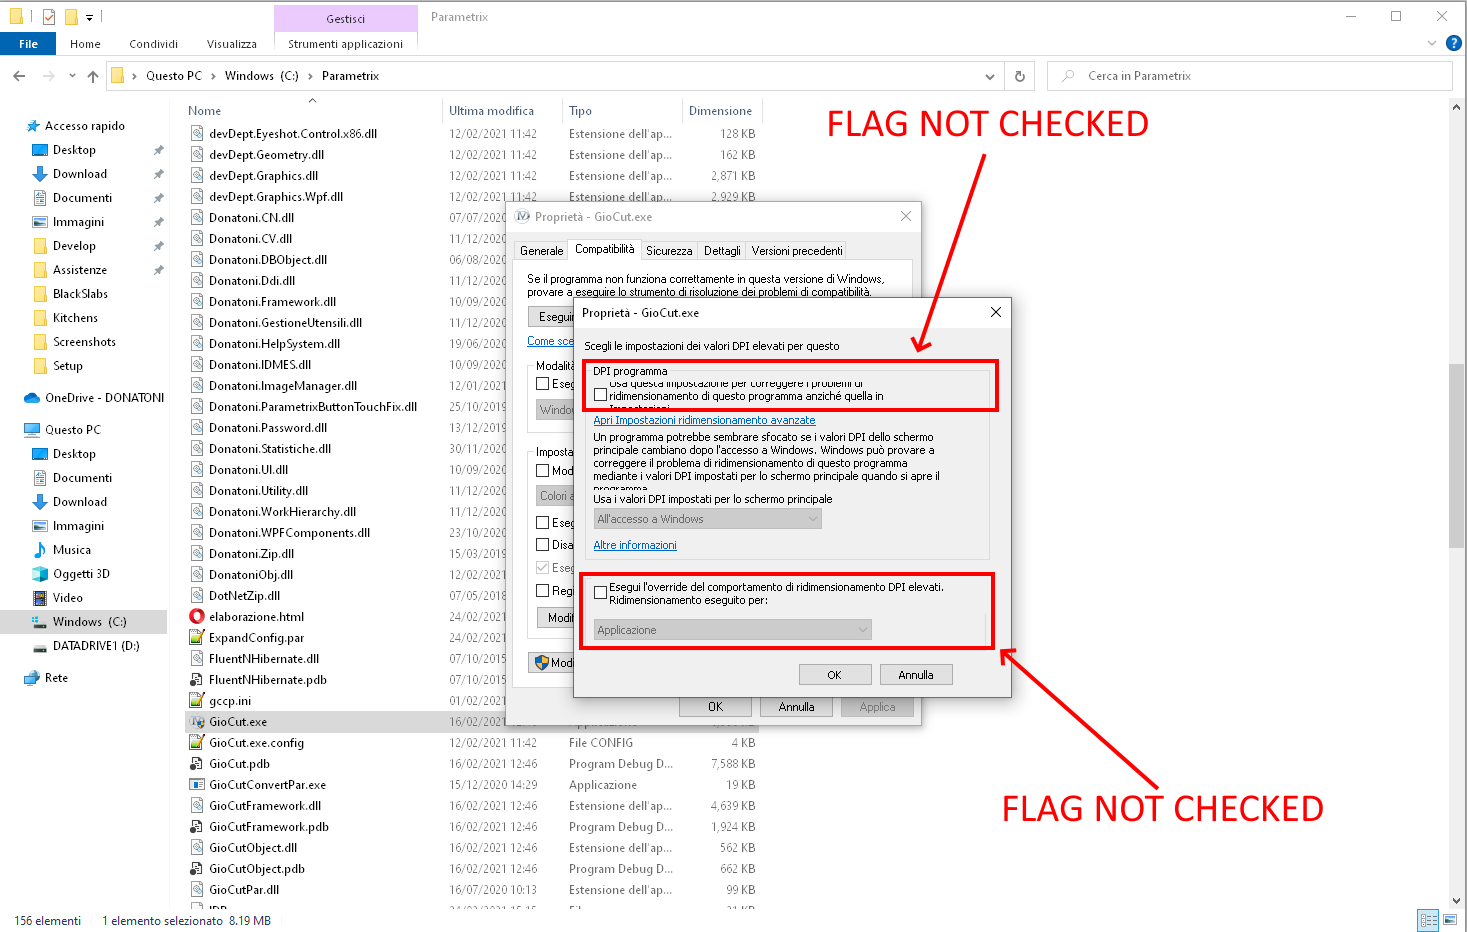 Gestisci
Parametrix
File
Home
Condividi
Visualizza
Strumenti applicazioni
Questo PC
Windows (C:)
Parametrix
Cerca in Parametrix
Nome
Ultima modifica
Tipo
Dimensione
FLAG NOT CHECKED
Accesso rapido
Desktop
Download
Documenti
Immagini
Develop
Assistenze
BlackSlabs
Kitchens
Screenshots
Setup
OneDrive - DONATONI
Questo PC
Desktop
Documenti
Download
Immagini
Musica
Oggetti 3D
Video
Windows (C:)
DATADRIVE1 (D:)
Rete
devDept.Eyeshot.Control.x86.dll 12/02/2021 11:42 Estensione dell'ap... 128 KB
devDept.Geometry.dll 12/02/2021 11:42 Estensione dell'ap... 162 KB
devDept.Graphics.dll 12/02/2021 11:42 Estensione dell'ap... 2,871 KB
devDept.Graphics.Wpf.dll 12/02/2021 11:42 Estensione dell'ap... 2,929 KB
Donatoni.CN.dll 07/07/2020
Donatoni.CV.dll 11/12/2020
Donatoni.DBObject.dll 06/08/2020
Donatoni.Ddi.dll 11/12/2020
Donatoni.Framework.dll 10/09/2020
Donatoni.GestioneUtensili.dll 11/12/2020
Donatoni.HelpSystem.dll 19/06/2020
Donatoni.IDMES.dll 10/09/2020
Donatoni.ImageManager.dll 12/01/2021
Donatoni.ParametrixButtonTouchFix.dll 25/10/2019
Donatoni.Password.dll 13/12/2019
Donatoni.Statistiche.dll 30/11/2020
Donatoni.UI.dll 10/09/2020
Donatoni.Utility.dll 11/12/2020
Donatoni.WorkHierarchy.dll 11/12/2020
Donatoni.WPFComponents.dll 23/10/2020
Donatoni.Zip.dll 15/03/2019
DonatoniObj.dll 12/02/2021
DotNetZip.dll 07/05/2018
elaborazione.html 24/02/2021
ExpandConfig.par 24/02/2021
FluentNHibernate.dll 07/10/2015
FluentNHibernate.pdb 07/10/2015
gccp.ini 01/02/2021
GioCut.exe 16/02/2021
GioCut.exe.config 12/02/2021 11:42 File CONFIG 4 KB
GioCut.pdb 16/02/2021 12:46 Program Debug D... 7,588 KB
GioCutConvertPar.exe 15/12/2020 14:29 Applicazione 19 KB
GioCutFramework.dll 16/02/2021 12:46 Estensione dell'ap... 4,639 KB
GioCutFramework.pdb 16/02/2021 12:46 Program Debug D... 1,924 KB
GioCutObject.dll 16/02/2021 12:46 Estensione dell'ap... 562 KB
GioCutObject.pdb 16/02/2021 12:46 Program Debug D... 662 KB
GioCutPar.dll 16/07/2020 10:13 Estensione dell'ap... 99 KB
Proprietà - GioCut.exe
Generale
Compatibilità
Sicurezza
Dettagli
Versioni precedenti
Se il programma non funziona correttamente in questa versione di Windows,
provare a eseguire lo strumento di risoluzione dei problemi di compatibilità.
Come sce
Modalità
OK
Annulla
Applica
Proprietà - GioCut.exe
Scegli le impostazioni dei valori DPI elevati per questo
DPI programma
Usa questa impostazione per correggere i problemi di
ridimensionamento di questo programma anziché quella in
Impostazioni
Apri Impostazioni ridimensionamento avanzate
Un programma potrebbe sembrare sfocato se i valori DPI dello schermo
principale cambiano dopo l'accesso a Windows. Windows può provare a
correggere il problema di ridimensionamento di questo programma
mediante i valori DPI impostati per lo schermo principale quando si apre il
programma.
Usa i valori DPI impostati per lo schermo principale
All'accesso a Windows
Altre informazioni
Esegui l'override del comportamento di ridimensionamento DPI elevati.
Ridimensionamento eseguito per:
Applicazione
OK
Annulla
FLAG NOT CHECKED
156 elementi
1 elemento selezionato 8.19 MB